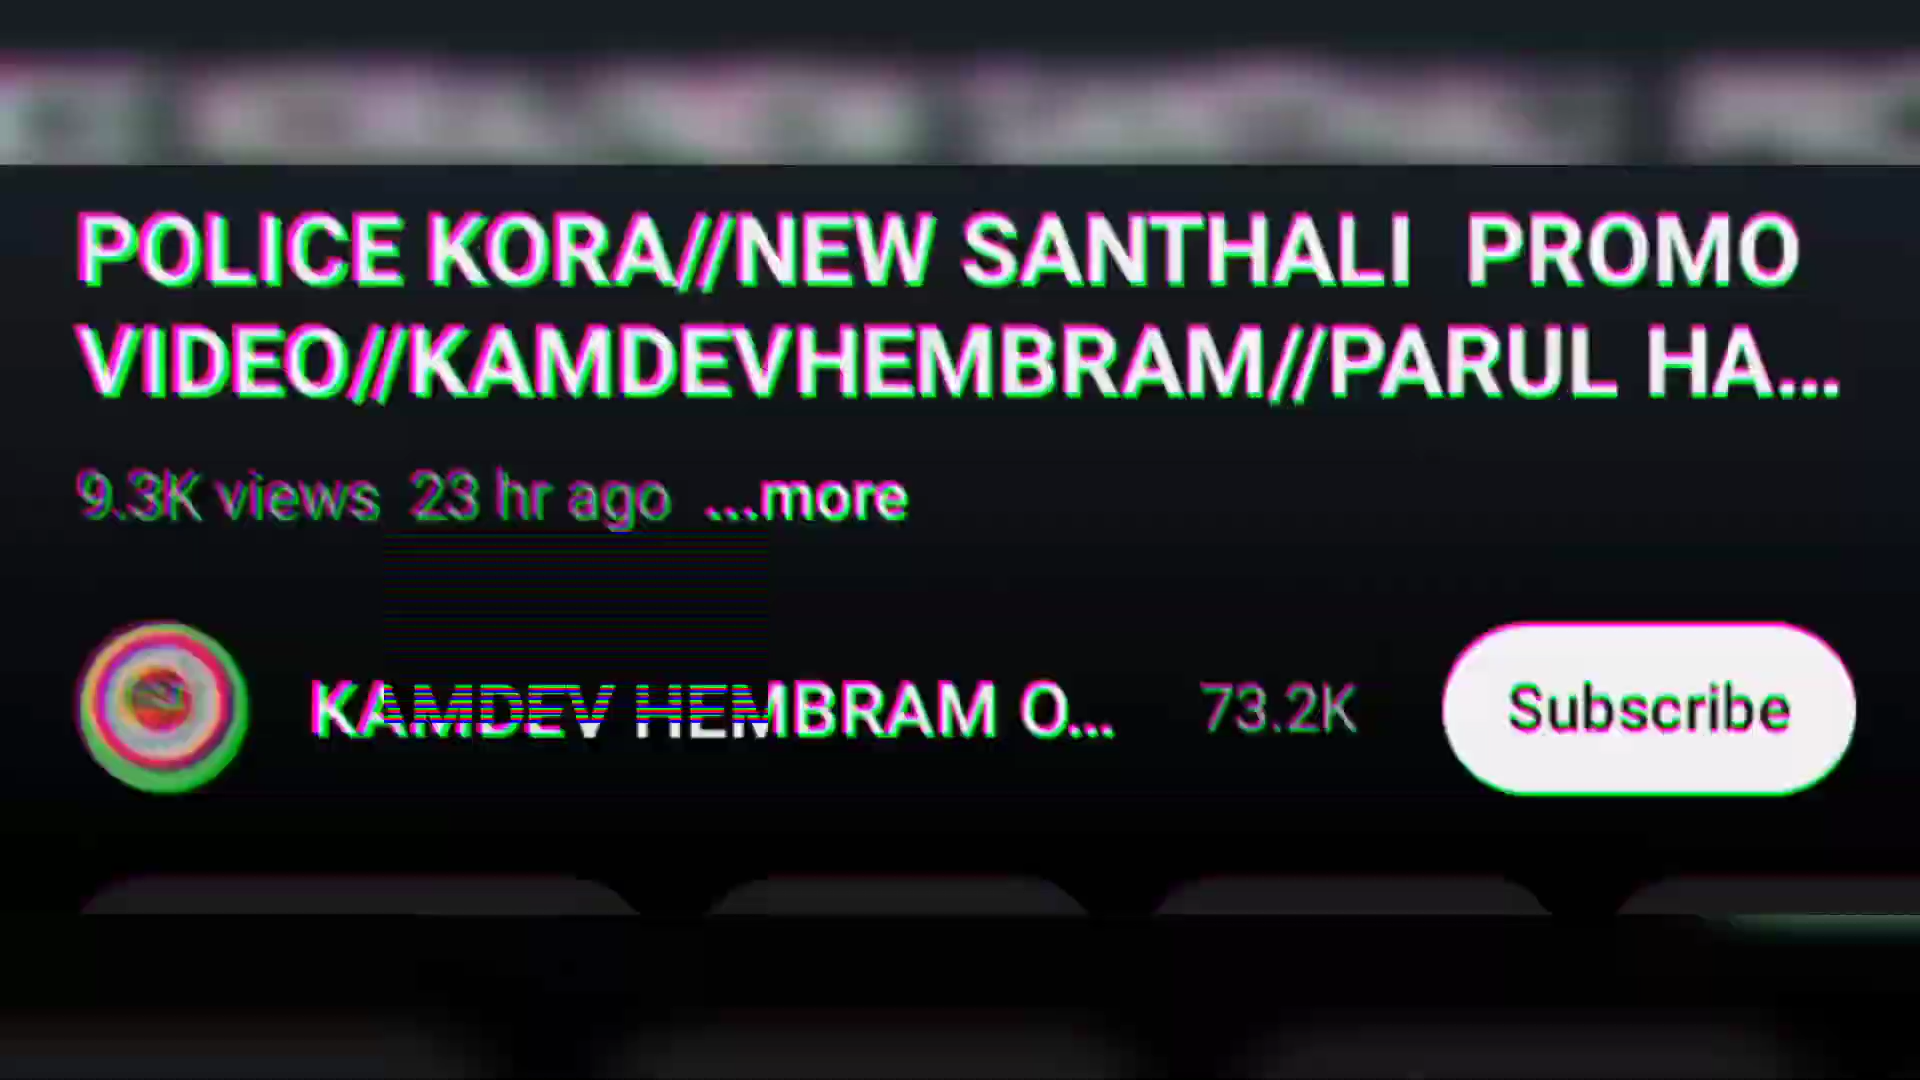 POLICE KORA//NEW SANTHALI PROMO
VIDEO//KAMDEVHEMBRAM//PARUL HA...
9.3K views 23 hr ago ...more
KAMDEV HEMBRAM O... 73.2K Subscribe